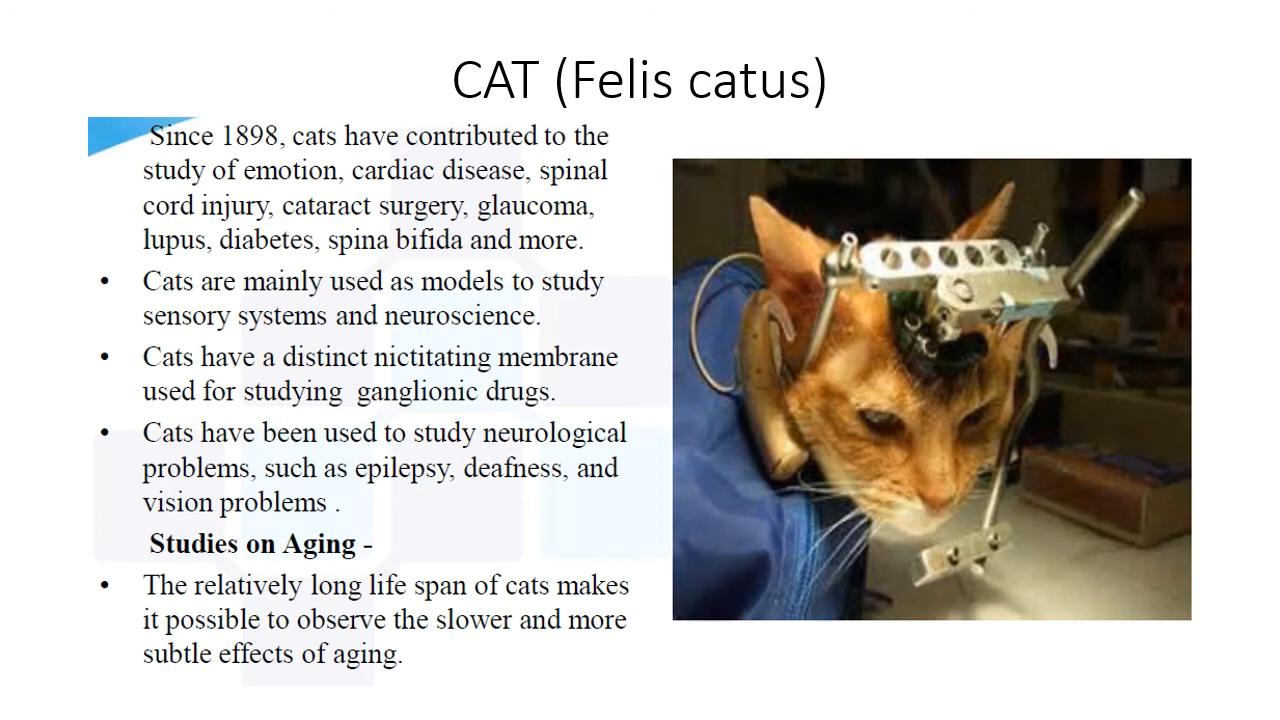 CAT (Felis catus)
Since 1898, cats have contributed to the
study of emotion, cardiac disease, spinal
cord injury, cataract surgery, glaucoma,
lupus, diabetes, spina bifida and more.
• Cats are mainly used as models to study
sensory systems and neuroscience.
• Cats have a distinct nictitating membrane
used for studying  ganglionic drugs.
• Cats have been used to study neurological
problems, such as epilepsy, deafness, and
vision problems .
Studies on Aging -
• The relatively long life span of cats makes
it possible to observe the slower and more
subtle effects of aging.